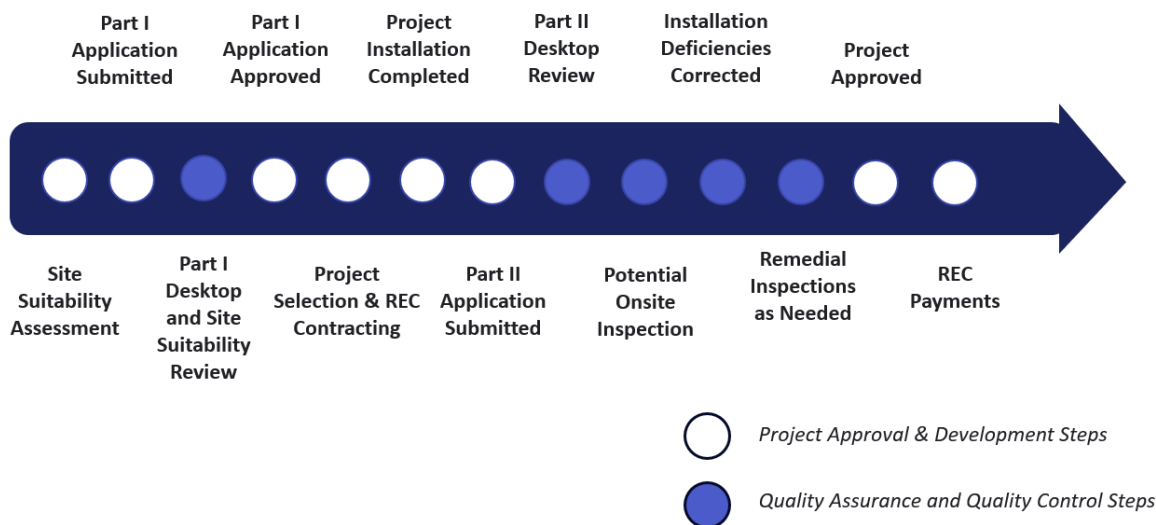 Part I
Application
Submitted
Part I
Application
Approved
Project
Installation
Completed
Part II
Desktop
Review
Installation
Deficiencies
Corrected
Project
Approved
Site
Suitability
Assessment
Part I
Desktop
and Site
Suitability
Review
Project
Selection & REC
Contracting
Part II
Application
Submitted
Potential
Onsite
Inspection
Remedial
Inspections
as Needed
REC
Payments
Project Approval & Development Steps
Quality Assurance and Quality Control Steps